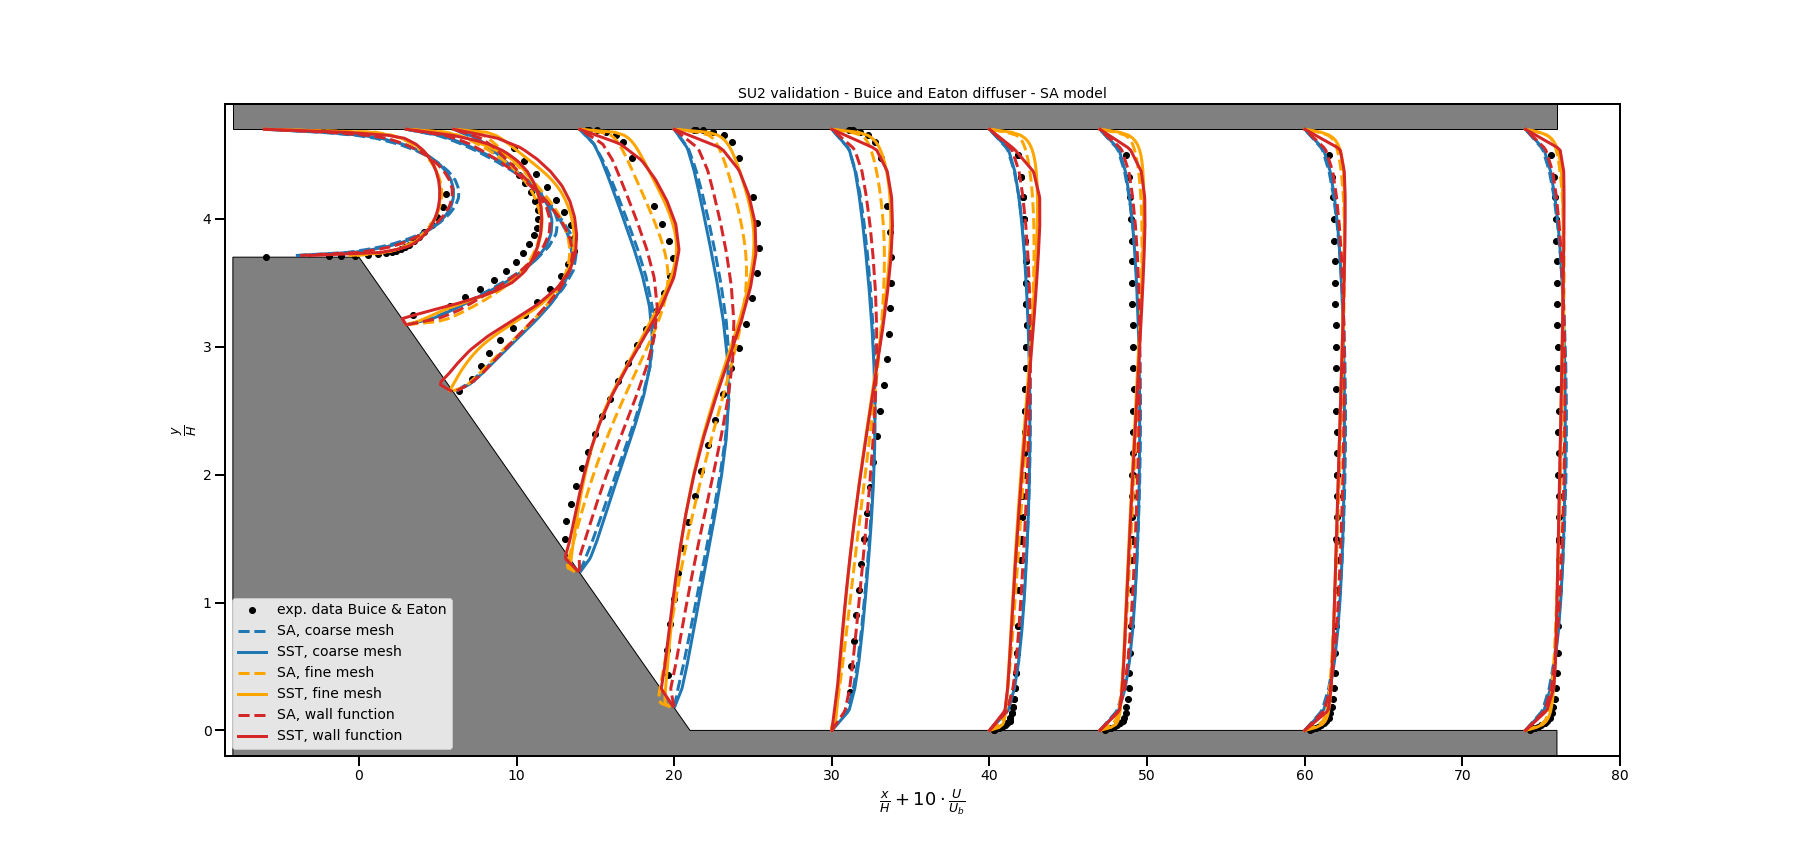 SU2 validation - Buice and Eaton diffuser - SA model
4
3
2
1
0
y/H
exp. data Buice & Eaton
SA, coarse mesh
SST, coarse mesh
SA, fine mesh
SST, fine mesh
SA, wall function
SST, wall function
0 10 20 30 40 50 60 70 80
x/H + 10 · U/U_b